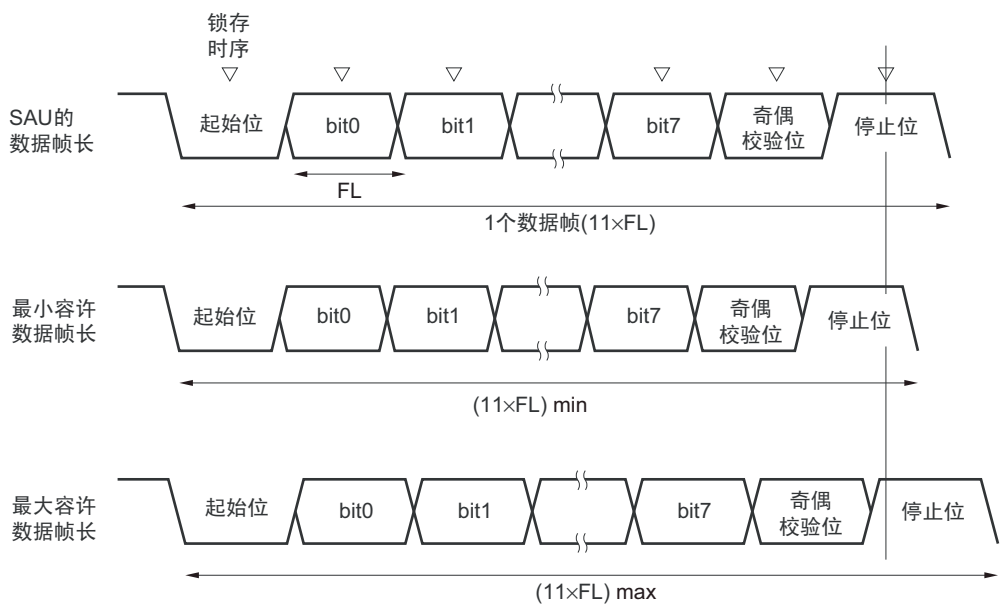 锁存
时序
SAU的
数据帧长
起始位
bit0
bit1
bit7
奇偶
校验位
停止位
FL
1个数据帧(11×FL)
最小容许
数据帧长
起始位
bit0
bit1
bit7
奇偶
校验位
停止位
(11×FL) min
最大容许
数据帧长
起始位
bit0
bit1
bit7
奇偶
校验位
停止位
(11×FL) max